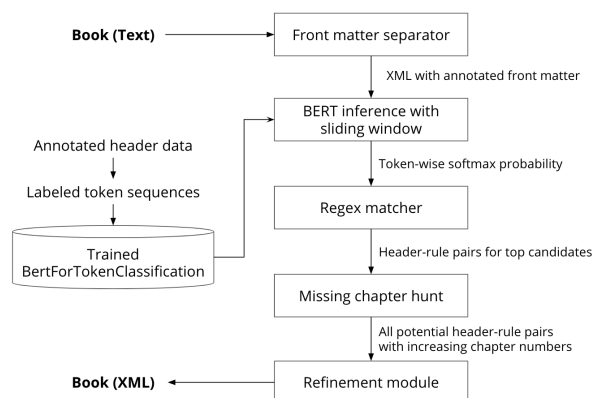 Book (Text)
Front matter separator
XML with annotated front matter
BERT inference with
sliding window
Annotated header data
Token-wise softmax probability
Labeled token sequences
Regex matcher
Trained
BertForTokenClassification
Header-rule pairs for top candidates
Missing chapter hunt
All potential header-rule pairs
with increasing chapter numbers
Book (XML)
Refinement module